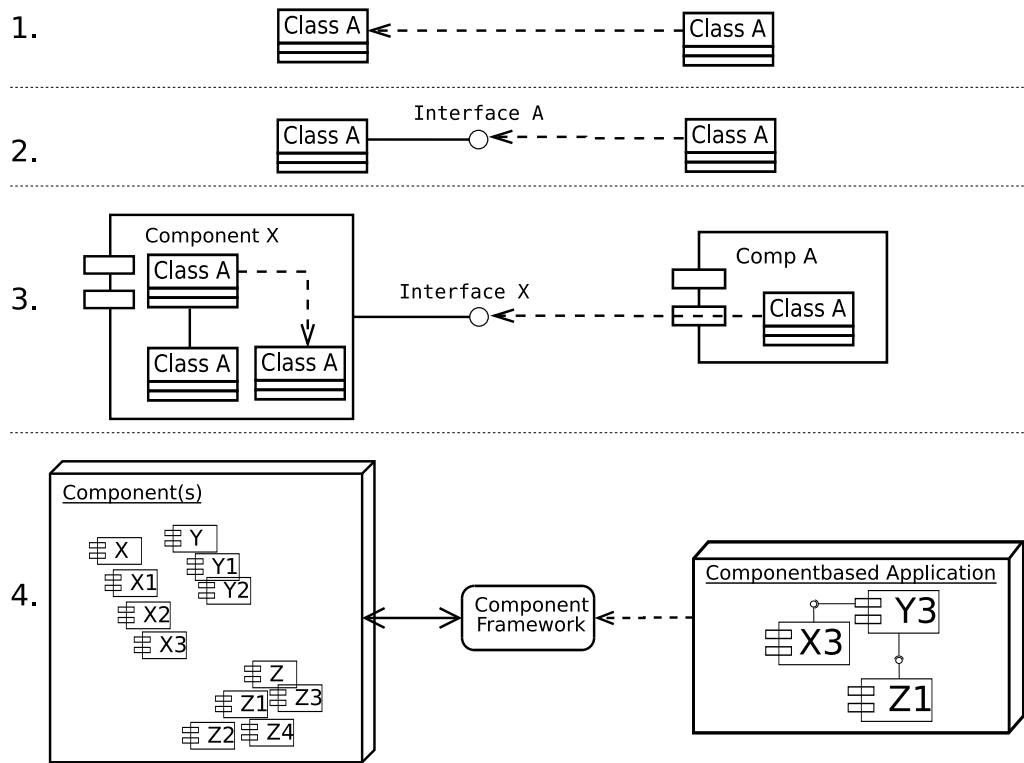 1.
Class A
Class A
2.
Class A
Interface A
Class A
3.
Component X
Class A
Class A
Class A
Interface X
Comp A
Class A
4.
Component(s)
X
X1
X2
X3
Y
Y1
Y2
Z
Z1
Z3
Z2
Z4
Component
Framework
Componentbased Application
X3
Y3
Z1